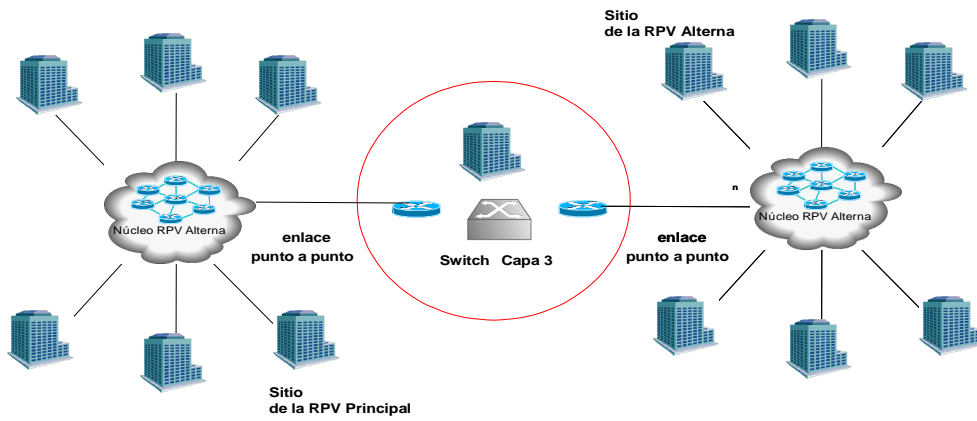 Sitio
de la RPV Alterna
n
Núcleo RPV Alterna
Núcleo RPV Alterna
enlace
punto a punto
Switch Capa 3
enlace
punto a punto
Sitio
de la RPV Principal